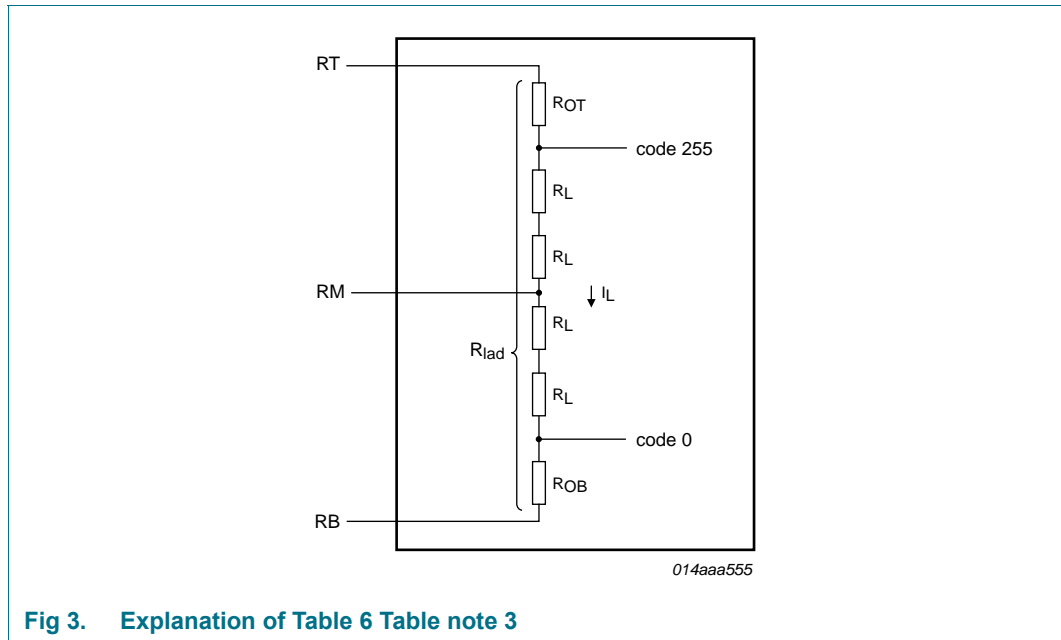 RT
ROT
code 255
RL
RL
RM
IL
RL
Rlad
RL
code 0
ROB
RB
014aaa555
Fig 3. Explanation of Table 6 Table note 3